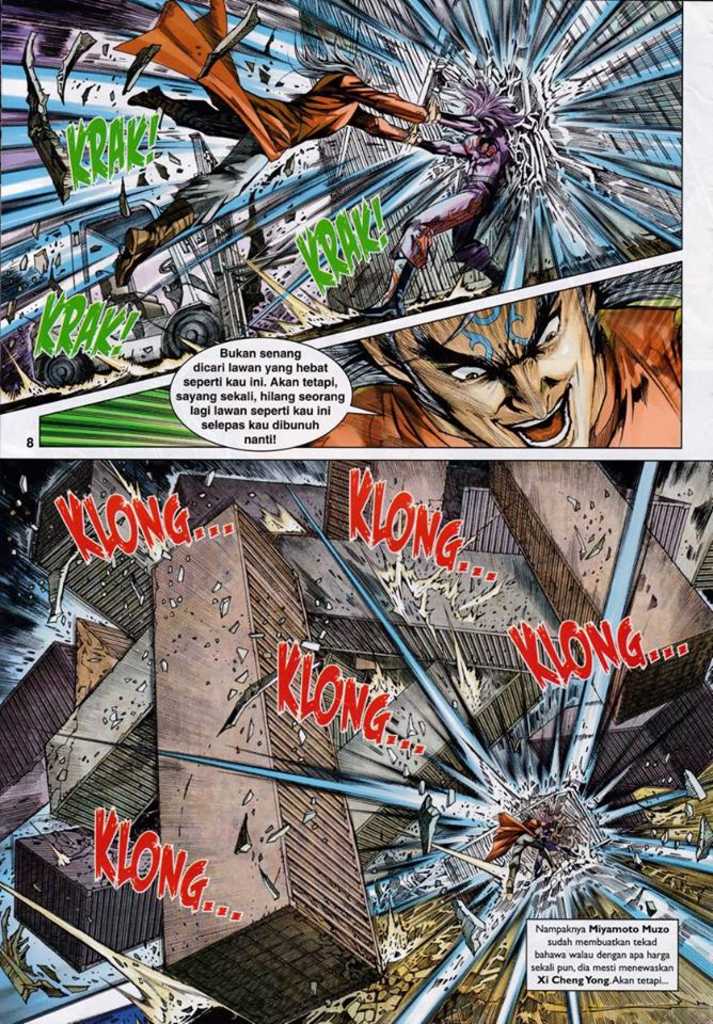 KRAK!
KRAK!
KRAK!
Bukan senang
dicari lawan yang hebat
seperti kau ini. Akan tetapi,
sayang sekali, hilang seorang
lagi lawan seperti kau ini
selepas kau dibunuh
nanti!
8
KLONG...
KLONG...
KLONG...
KLONG...
KLONG...
Nampaknya Miyamoto Muzo
sudah membuatkan tekad
bahawa walau dengan apa harga
sekali pun, dia mesti menewaskan
Xi Cheng Yong. Akan tetapi...